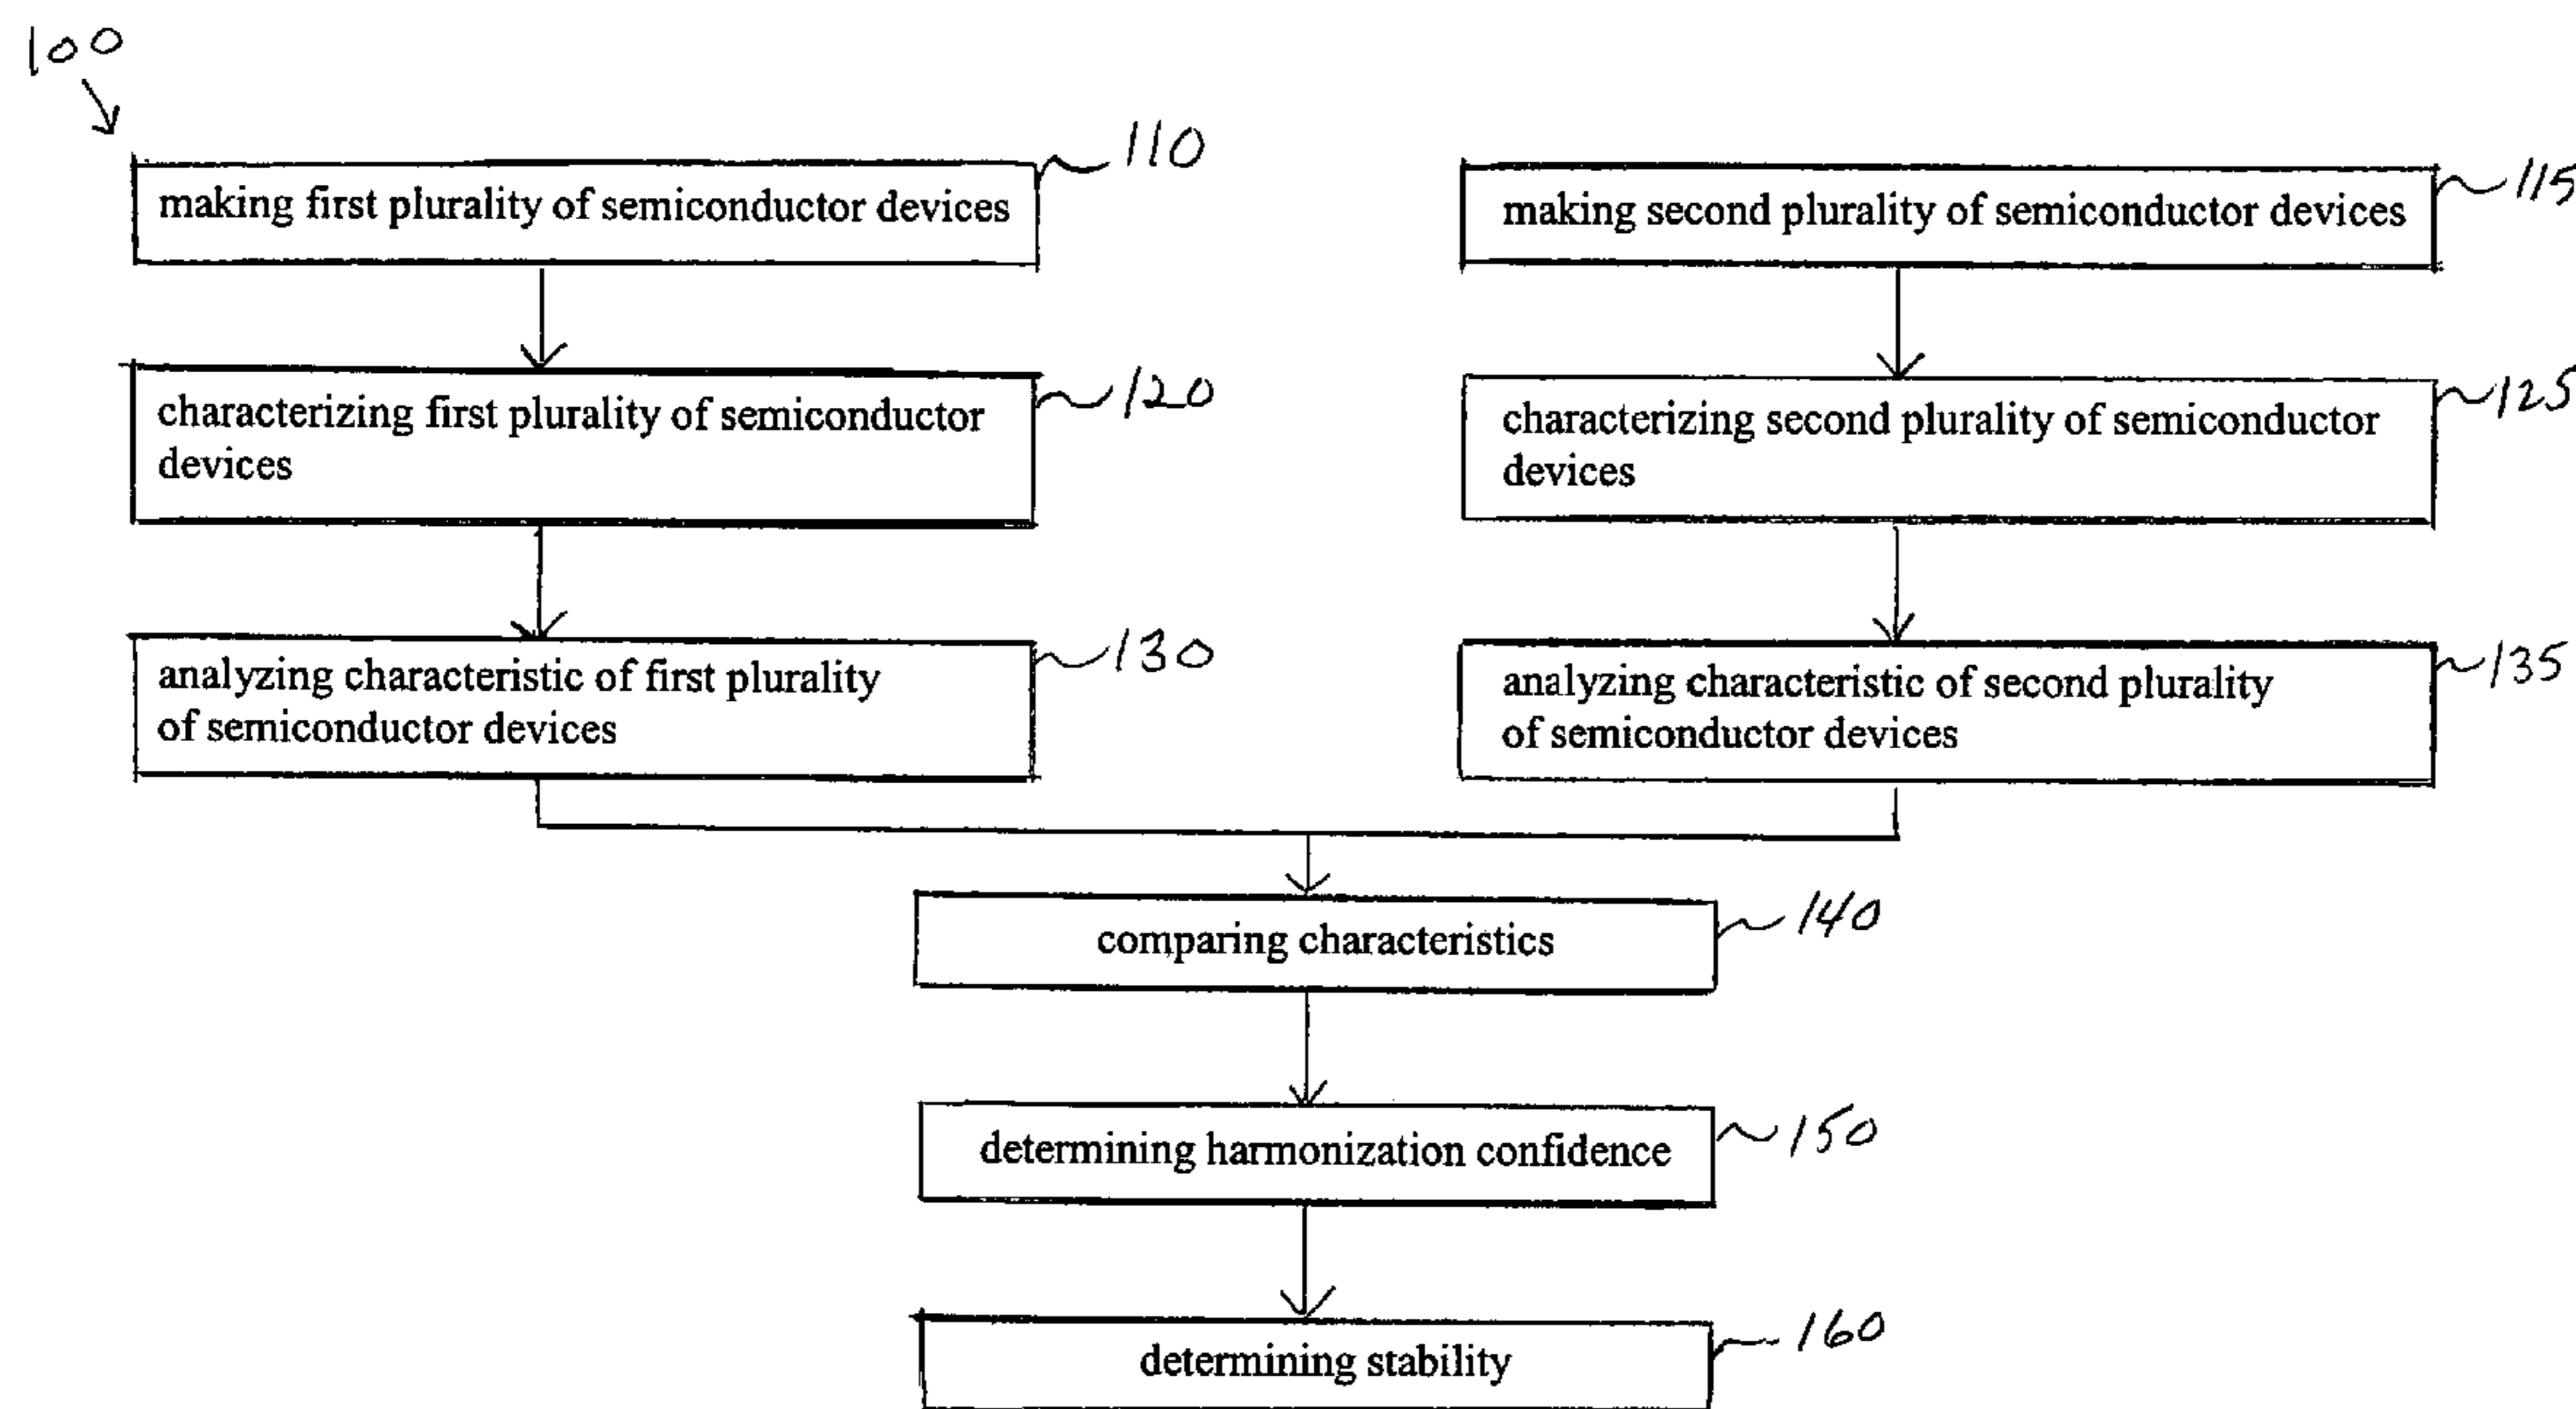 100
making first plurality of semiconductor devices
110
making second plurality of semiconductor devices
115
characterizing first plurality of semiconductor
devices
120
characterizing second plurality of semiconductor
devices
125
analyzing characteristic of first plurality
of semiconductor devices
130
analyzing characteristic of second plurality
of semiconductor devices
135
comparing characteristics
140
determining harmonization confidence
150
determining stability
160